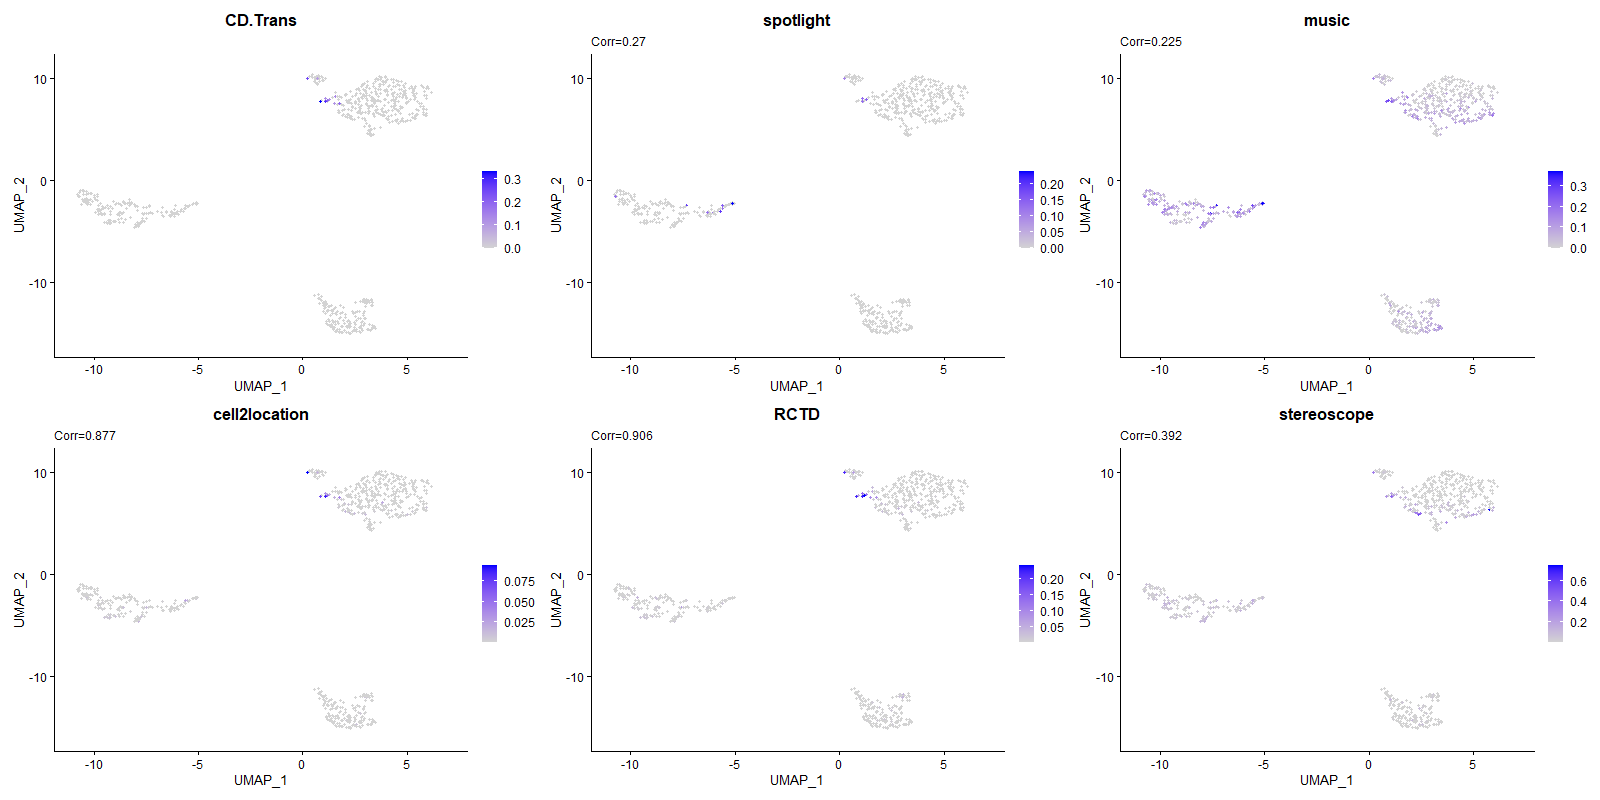 CD.Trans
UMAP_2
10
0
-10
-10
-5
0
5
UMAP_1
0.3
0.2
0.1
0.0
spotlight
Corr=0.27
UMAP_2
10
0
-10
-10
-5
0
5
UMAP_1
0.20
0.15
0.10
0.05
0.00
music
Corr=0.225
UMAP_2
10
0
-10
-10
-5
0
5
UMAP_1
0.3
0.2
0.1
0.0
cell2location
Corr=0.877
UMAP_2
10
0
-10
-10
-5
0
5
UMAP_1
0.075
0.050
0.025
RCTD
Corr=0.906
UMAP_2
10
0
-10
-10
-5
0
5
UMAP_1
0.20
0.15
0.10
0.05
stereoscope
Corr=0.392
UMAP_2
10
0
-10
-10
-5
0
5
UMAP_1
0.6
0.4
0.2